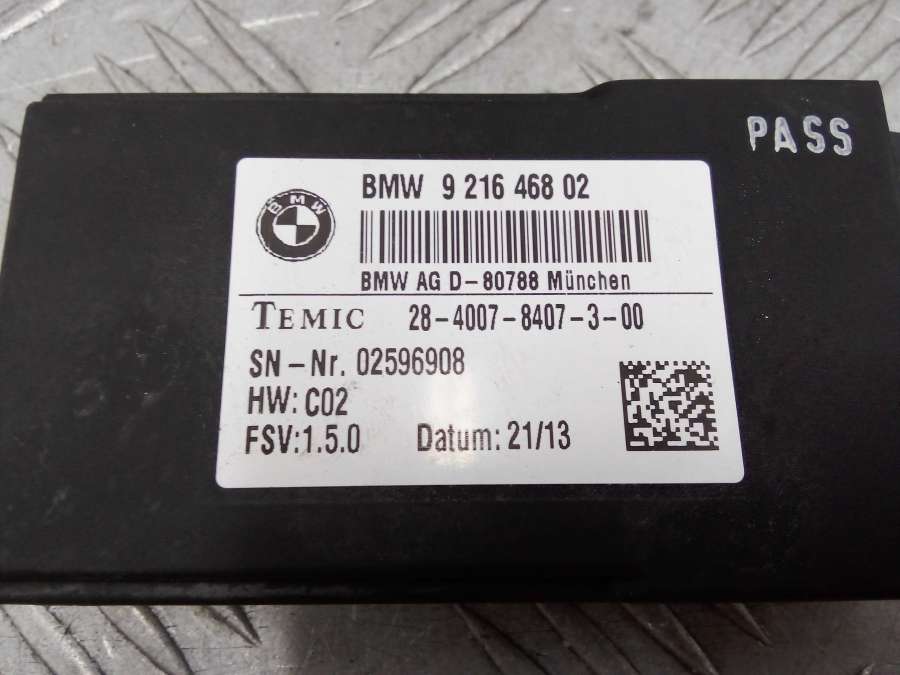 PASS
BMW 9 216 468 02
BMW
BMW AG D-80788 München
TEMIC 28-4007-8407-3-00
SN-Nr. 02596908
HW: C02
FSV:1.5.0 Datum: 21/13